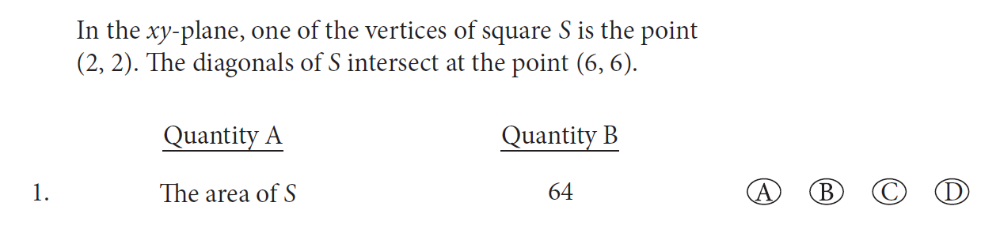 In the xy-plane, one of the vertices of square S is the point
(2, 2). The diagonals of S intersect at the point (6, 6).
Quantity A Quantity B
1. The area of S 64 A B C D